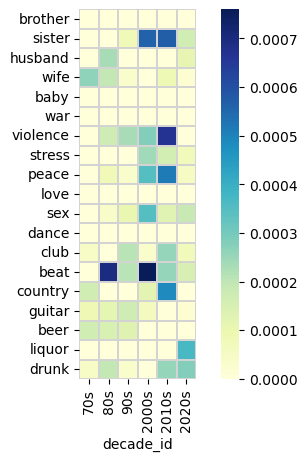 brother
sister
husband
wife
baby
war
violence
stress
peace
love
sex
dance
club
beat
country
guitar
beer
liquor
drunk
70s
80s
90s
2000s
2010s
2020s
decade_id
0.0007
0.0006
0.0005
0.0004
0.0003
0.0002
0.0001
0.0000